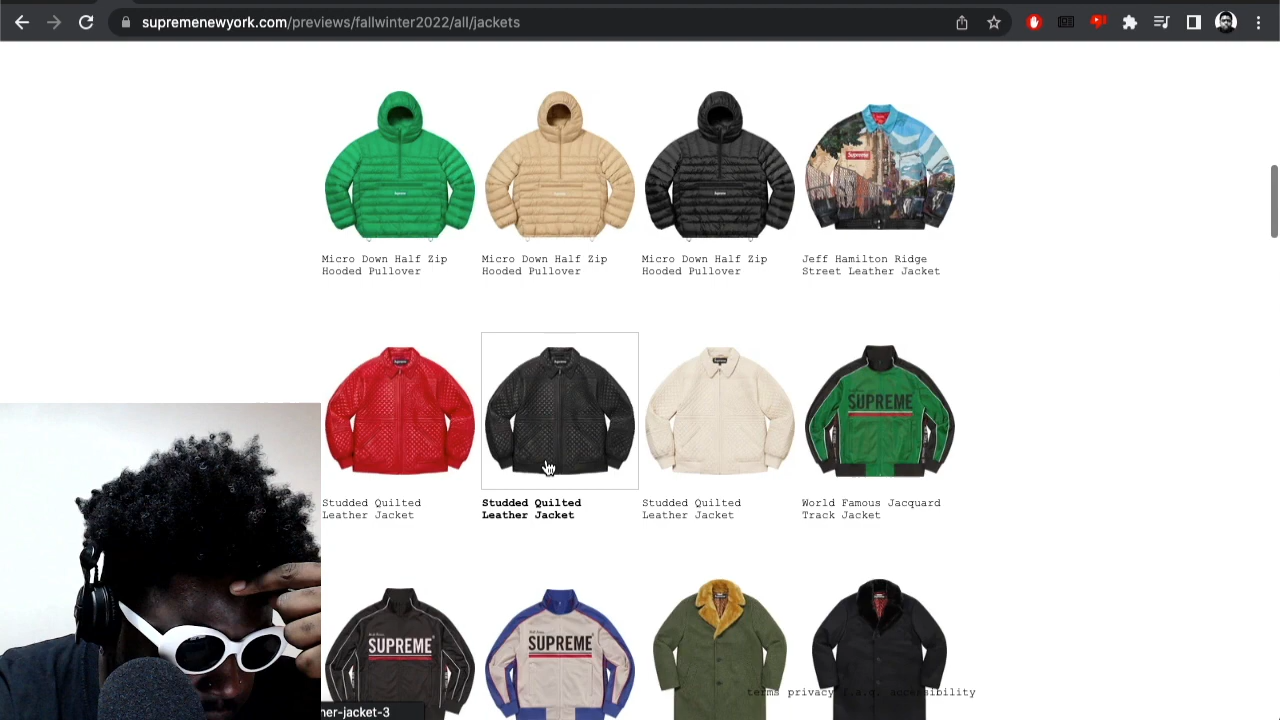 supremenewyork.com/previews/fallwinter2022/all/jackets
Supreme
Micro Down Half Zip
Hooded Pullover
Micro Down Half Zip
Hooded Pullover
Micro Down Half Zip
Hooded Pullover
Jeff Hamilton Ridge
Street Leather Jacket
SUPREME
Studded Quilted
Leather Jacket
Studded Quilted
Leather Jacket
Studded Quilted
Leather Jacket
World Famous Jacquard
Track Jacket
SUPREME
SUPREME
terms privacy f.a.q. accessibility
her-jacket-3